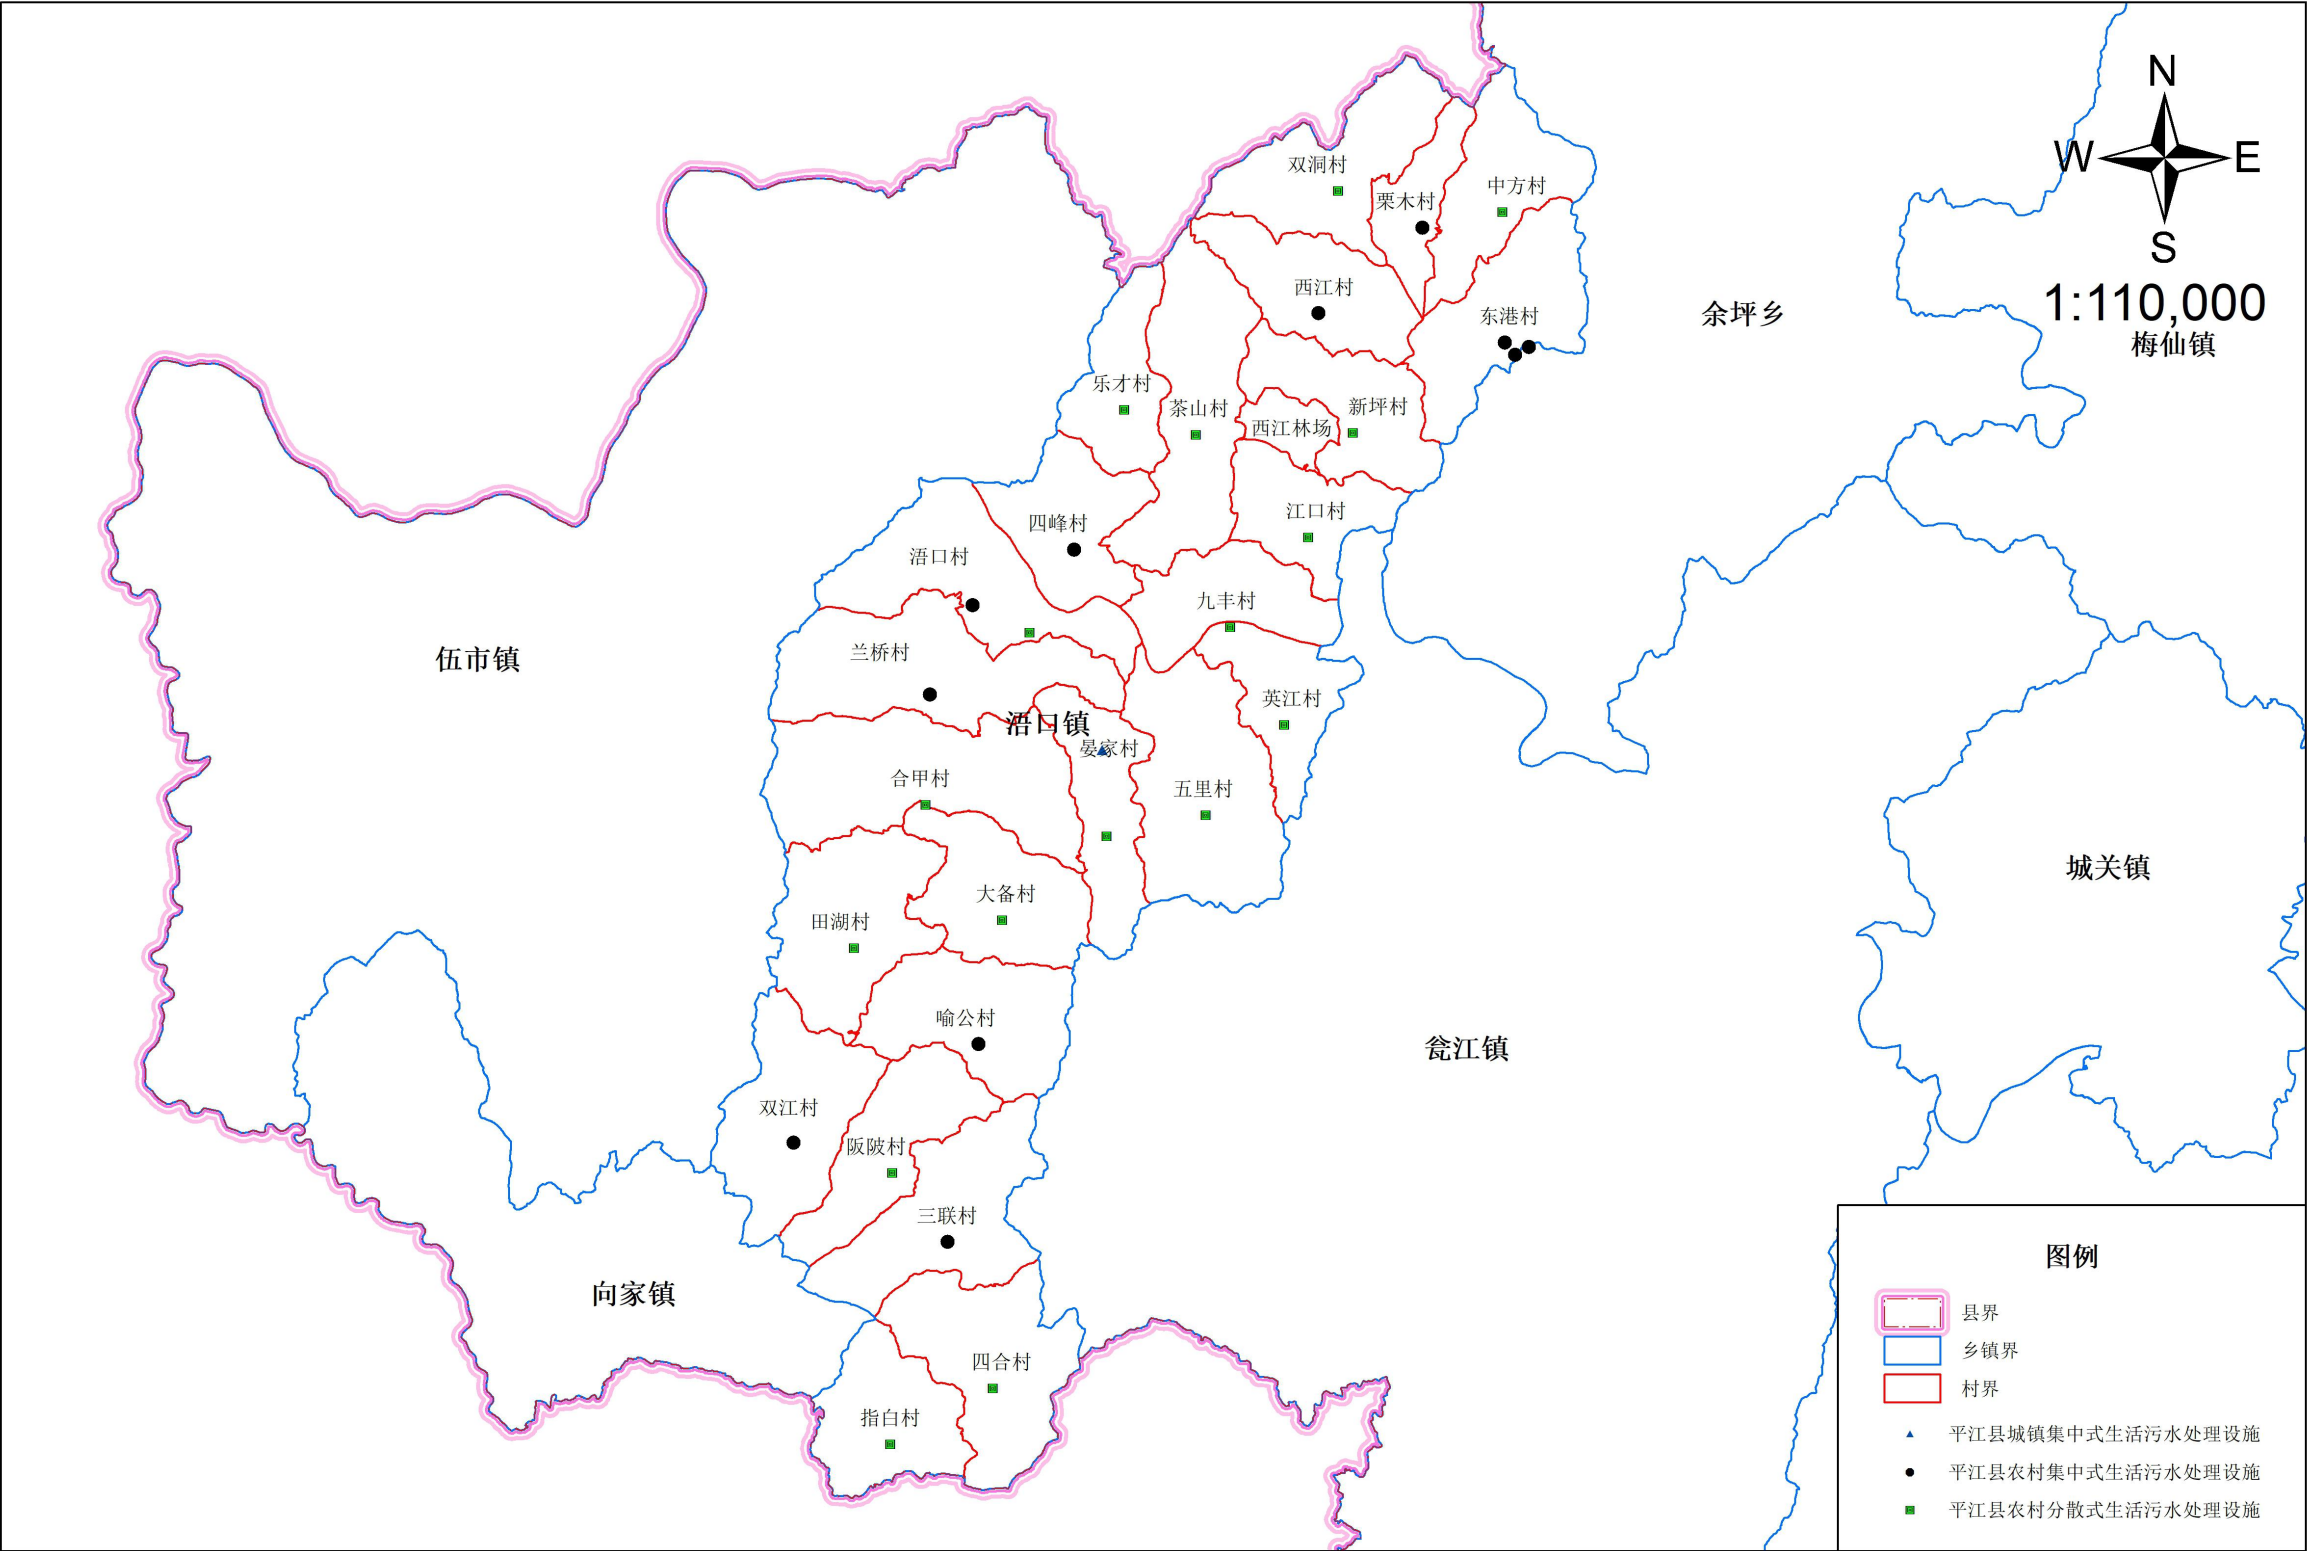 N
W
E
S
1:110,000
双洞村
中方村
栗木村
西江村
东港村
余坪乡
梅仙镇
乐才村
茶山村
新坪村
西江林场
江口村
四峰村
浯口村
九丰村
兰桥村
伍市镇
英江村
浯口镇
晏家村
合甲村
五里村
城关镇
大备村
田湖村
喻公村
瓮江镇
双江村
阪陂村
三联村
向家镇
四合村
指白村
图例
县界
乡镇界
村界
平江县城镇集中式生活污水处理设施
平江县农村集中式生活污水处理设施
平江县农村分散式生活污水处理设施